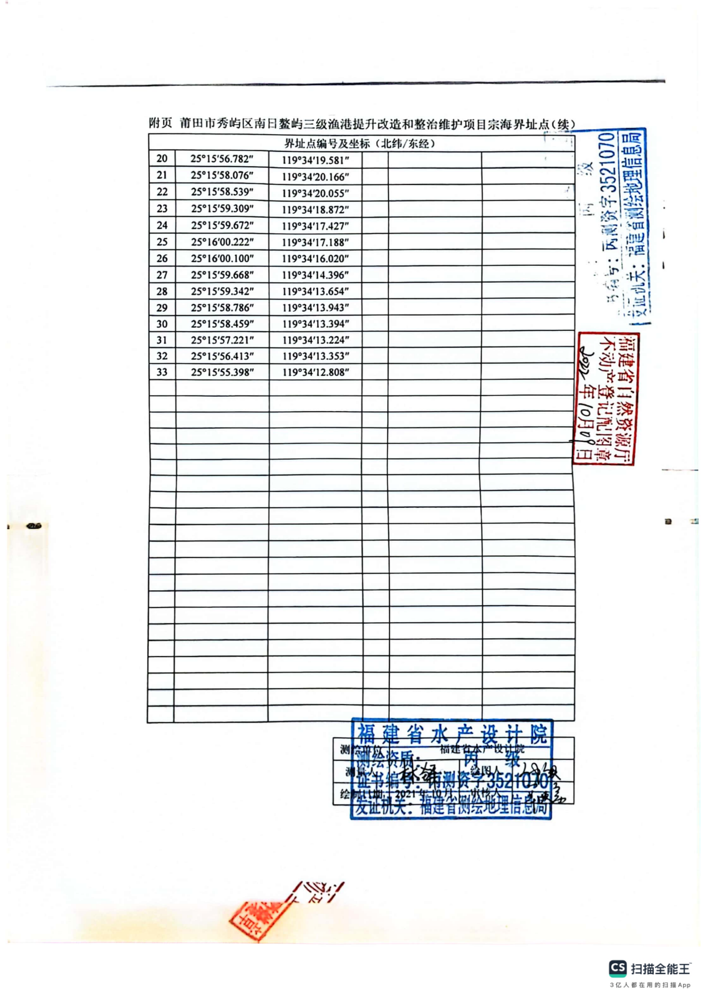 附页 莆田市秀屿区南日鳌屿三级渔港提升改造和整治维护项目宗海界址点(续)
界址点编号及坐标（北纬/东经）
20 25°15′56.782″ 119°34′19.581″
21 25°15′58.076″ 119°34′20.166″
22 25°15′58.539″ 119°34′20.055″
23 25°15′59.309″ 119°34′18.872″
24 25°15′59.672″ 119°34′17.427″
25 25°16′00.222″ 119°34′17.188″
26 25°16′00.100″ 119°34′16.020″
27 25°15′59.668″ 119°34′14.396″
28 25°15′59.342″ 119°34′13.654″
29 25°15′58.786″ 119°34′13.943″
30 25°15′58.459″ 119°34′13.394″
31 25°15′57.221″ 119°34′13.224″
32 25°15′56.413″ 119°34′13.353″
33 25°15′55.398″ 119°34′12.808″
丙 级
编号：丙测资字3521070
发证机关：福建省测绘地理信息局
福建省自然资源厅
不动产登记配图章
年10月09日
福建省水产设计院
测绘资质：丙 级
证书编号：丙测资字3521070
发证机关：福建省测绘地理信息局
测绘单位 福建省水产设计院
测量人 绘图人
绘制日期 2021年10月 审核人
CS 扫描全能王
3亿人都在用的扫描App